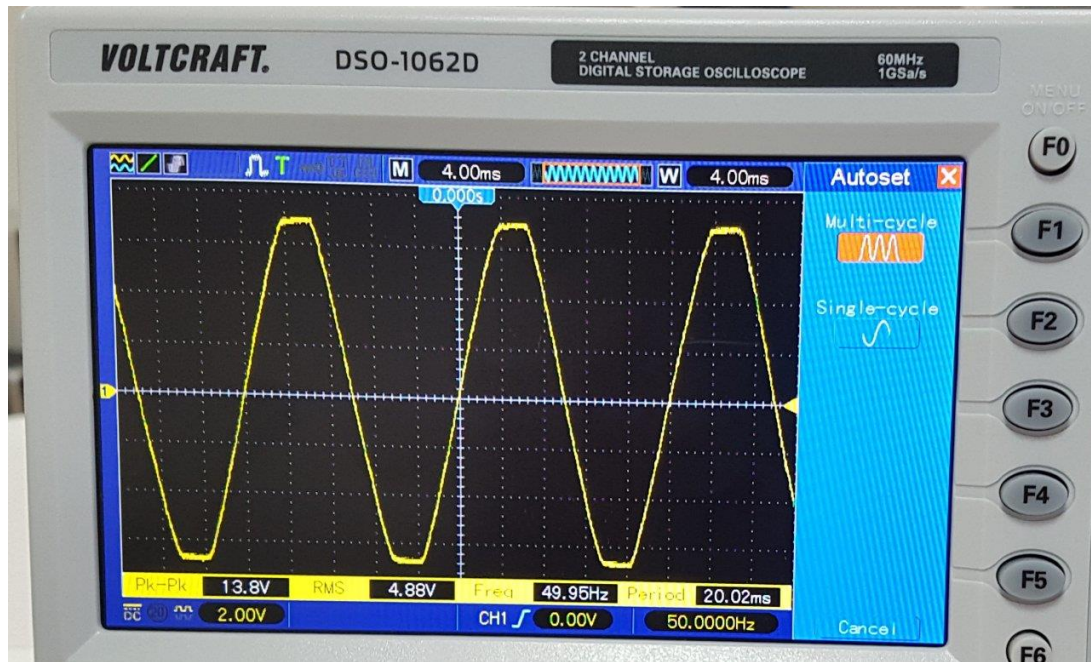 VOLTCRAFT. DSO-1062D
2 CHANNEL 60MHz
DIGITAL STORAGE OSCILLOSCOPE 1GSa/s
MENU
ON/OFF
F0
T M 4.00ms W 4.00ms Autoset X
0.000s
Multi-cycle
F1
Single-cycle
F2
1
F3
F4
Pk-Pk 13.8V RMS 4.88V Freq 49.95Hz Period 20.02ms
F5
DC 20 2.00V CH1 0.00V 50.0000Hz
Cancel
F6